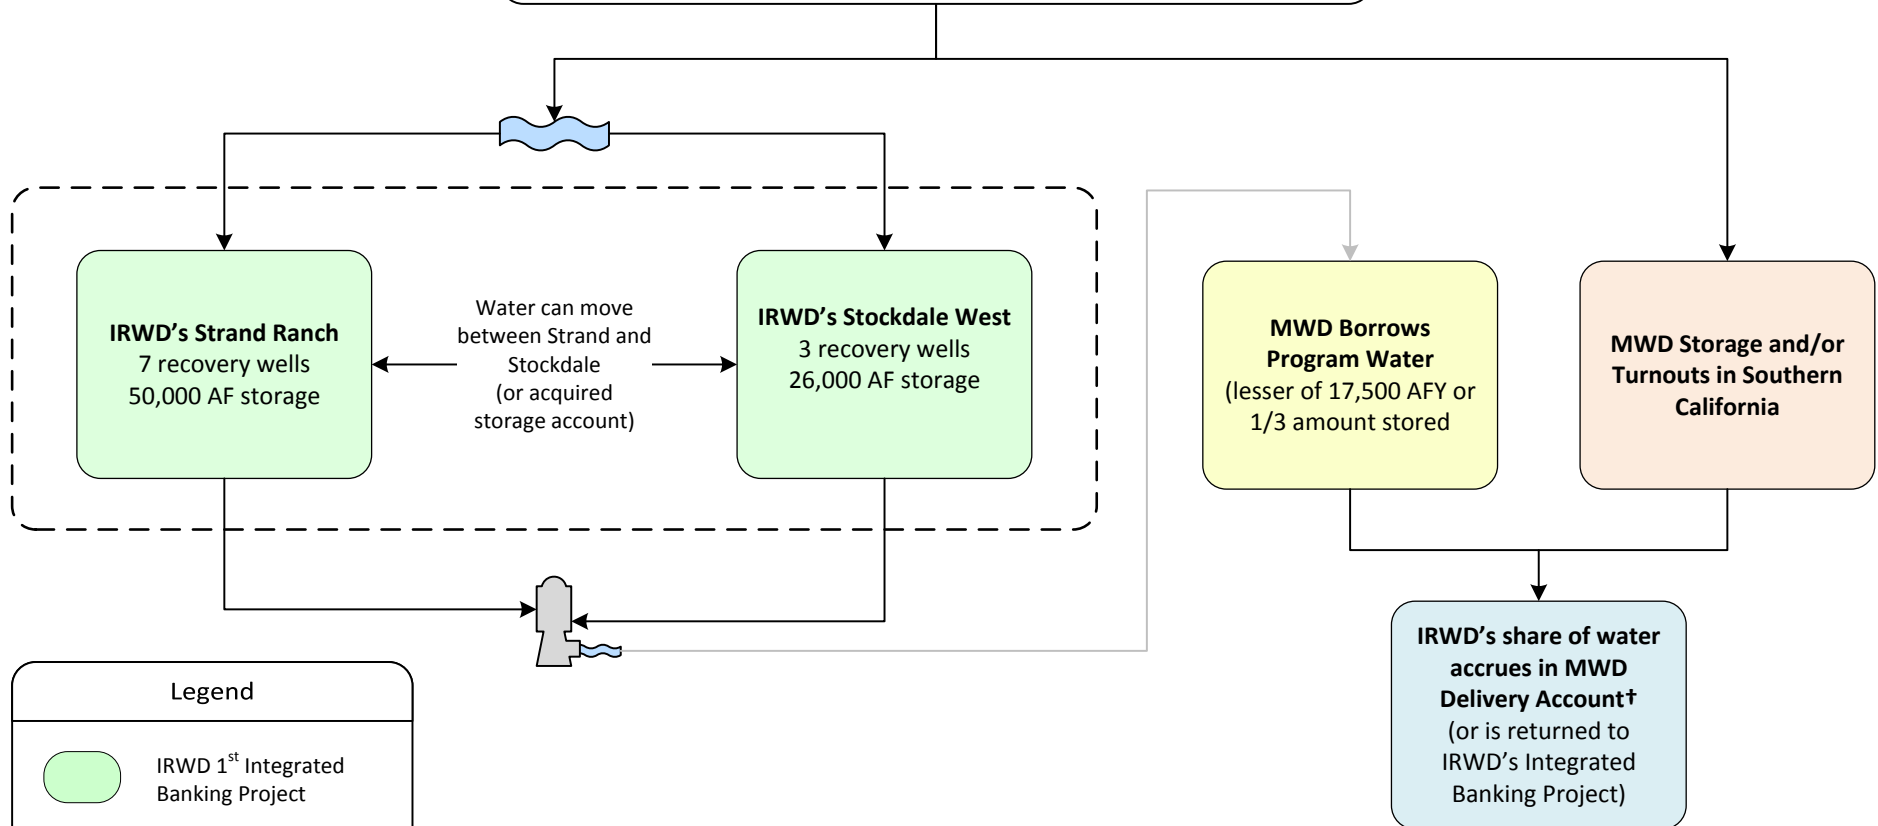 IRWD's Strand Ranch
7 recovery wells
50,000 AF storage
Water can move
between Strand and
Stockdale
(or acquired
storage account)
IRWD's Stockdale West
3 recovery wells
26,000 AF storage
MWD Borrows
Program Water
(lesser of 17,500 AFY or
1/3 amount stored
MWD Storage and/or
Turnouts in Southern
California
IRWD's share of water
accrues in MWD
Delivery Account†
(or is returned to
IRWD's Integrated
Banking Project)
Legend
IRWD 1st Integrated
Banking Project